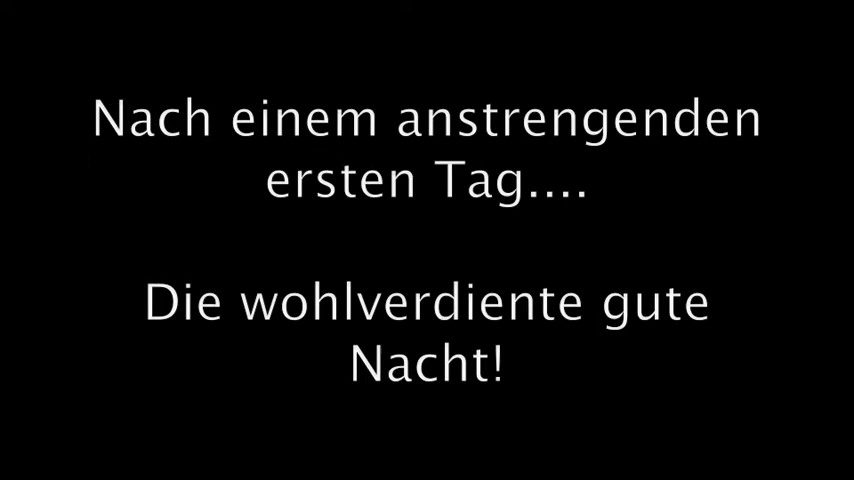 Nach einem anstrengenden
ersten Tag....
Die wohlverdiente gute
Nacht!